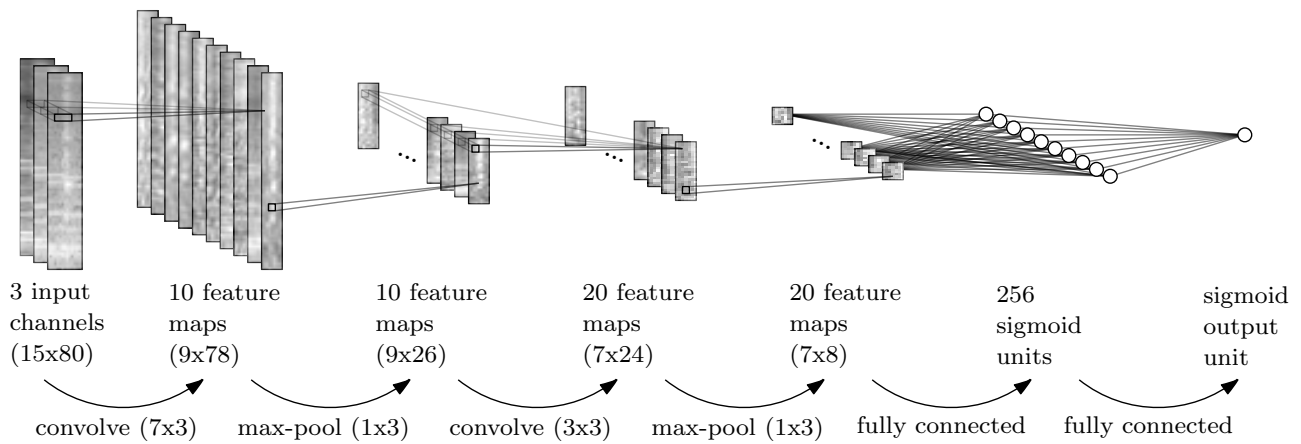 3 input
channels
(15x80)
10 feature
maps
(9x78)
10 feature
maps
(9x26)
20 feature
maps
(7x24)
20 feature
maps
(7x8)
256
sigmoid
units
sigmoid
output
unit
convolve (7x3)
max-pool (1x3)
convolve (3x3)
max-pool (1x3)
fully connected
fully connected